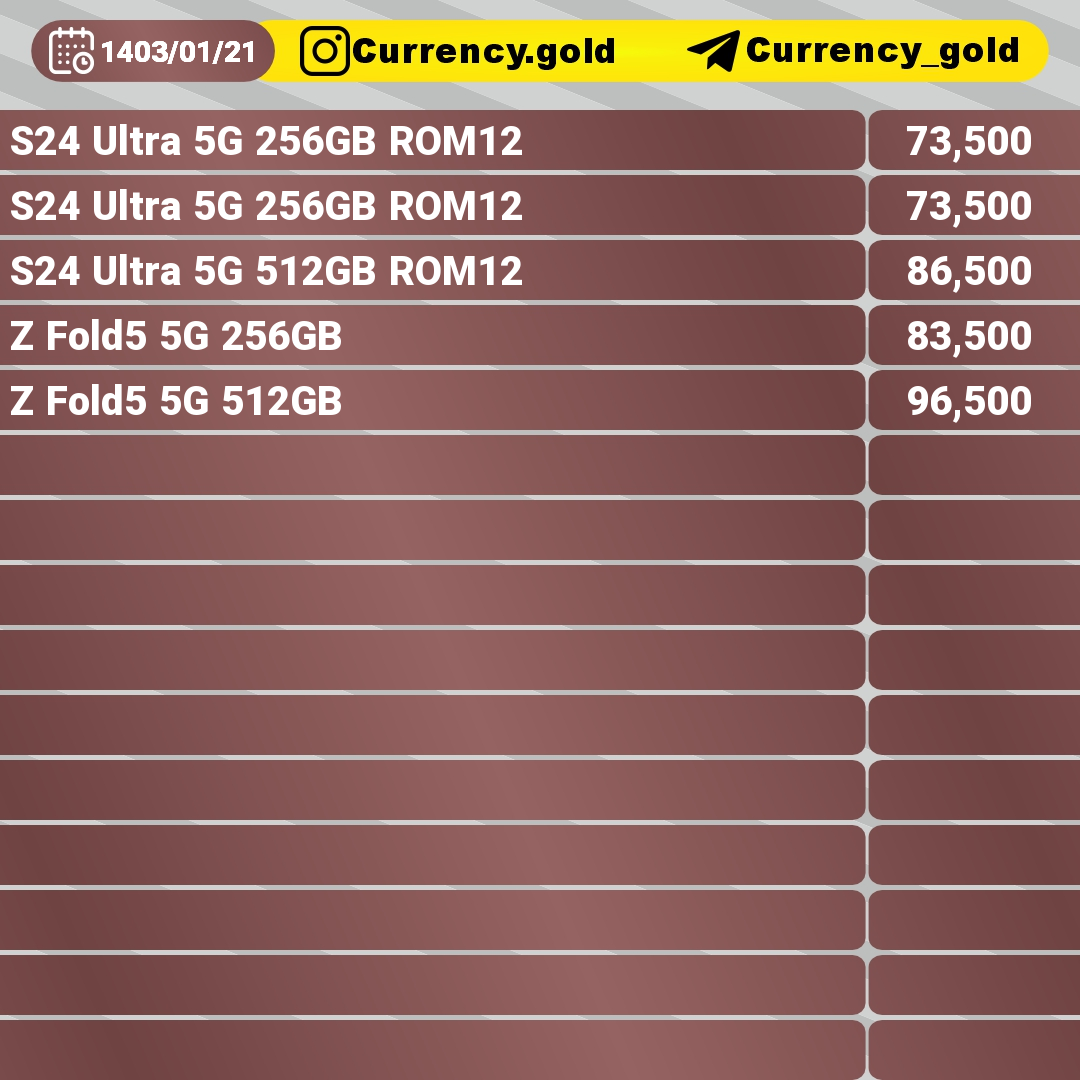 1403/01/21 Currency.gold Currency_gold
S24 Ultra 5G 256GB ROM12 73,500
S24 Ultra 5G 256GB ROM12 73,500
S24 Ultra 5G 512GB ROM12 86,500
Z Fold5 5G 256GB 83,500
Z Fold5 5G 512GB 96,500